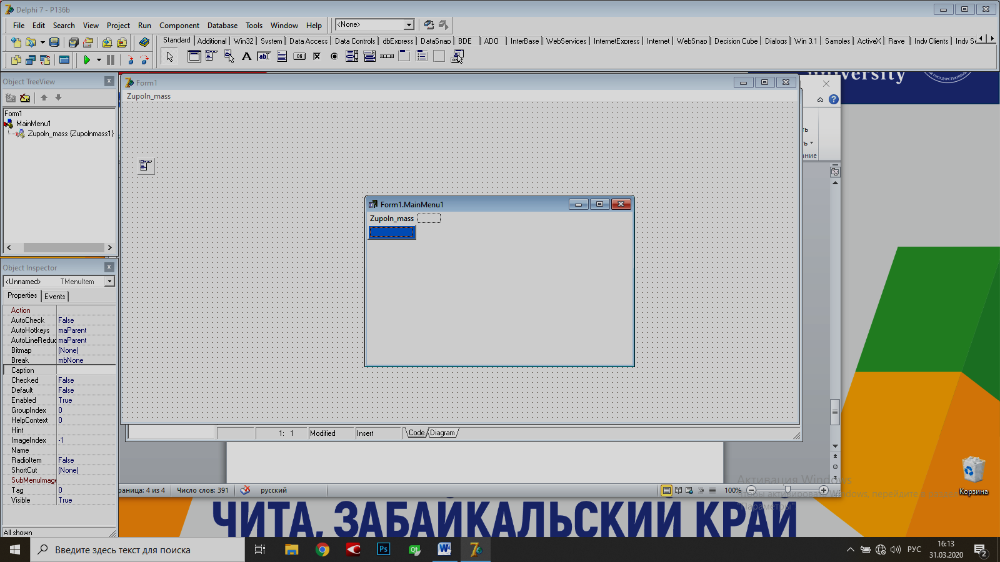 Delphi 7 - P136b
File Edit Search View Project Run Component Database Tools Window Help
<None>
Standard Additional Win32 System Data Access Data Controls dbExpress DataSnap BDE ADO InterBase WebServices InternetExpress Internet WebSnap Decision Cube Dialogs Win 3.1 Samples ActiveX Rave Indy Clients Indy Se
Object TreeView
Form1
MainMenu1
Zupoln_mass {Zupolnmass1}
Form1
Zupoln_mass
university
ть
ть
ание
Form1.MainMenu1
Zupoln_mass
Object Inspector
<Unnamed> TMenuItem
Properties Events
Action
AutoCheck False
AutoHotkeys maParent
AutoLineReduc maParent
Bitmap (None)
Break mbNone
Caption
Checked False
Default False
Enabled True
GroupIndex 0
HelpContext 0
Hint
ImageIndex -1
Name
RadioItem False
ShortCut (None)
SubMenuImage
Tag 0
Visible True
All shown
1: 1 Modified Insert Code Diagram
раница: 4 из 4 Число слов: 391 русский 100%
Активация Windows
Чтобы активировать Windows, перейдите в
"Параметры".
Корзина
ЧИТА, ЗАБАЙКАЛЬСКИЙ КРАЙ
Введите здесь текст для поиска
РУС
16:13
31.03.2020
2